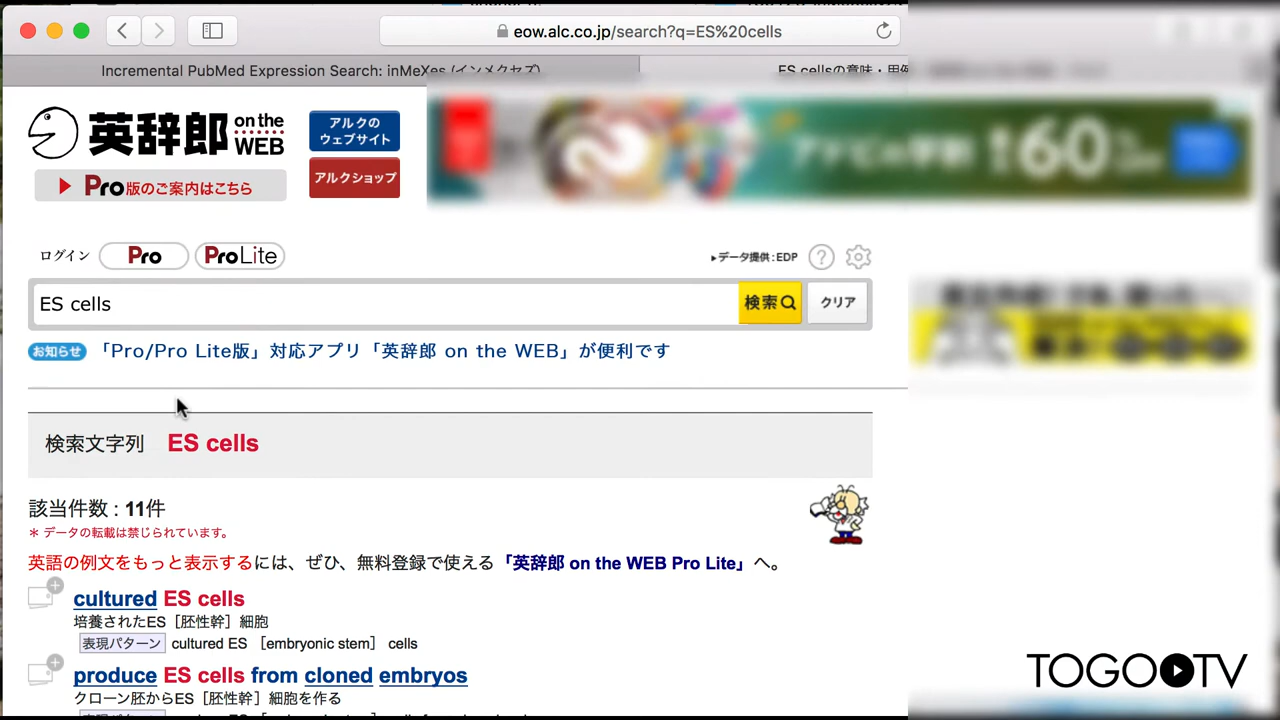 eow.alc.co.jp/search?q=ES%20cells
Incremental PubMed Expression Search: inMeXes (インメクセズ)
ES cellsの意味・用例
英辞郎 on the WEB
アルクのウェブサイト
Pro版のご案内はこちら
アルクショップ
60
ログイン Pro ProLite
データ提供:EDP ?
ES cells 検索 クリア
お知らせ 「Pro/Pro Lite版」対応アプリ「英辞郎 on the WEB」が便利です
検索文字列 ES cells
該当件数 : 11件
* データの転載は禁じられています。
英語の例文をもっと表示するには、ぜひ、無料登録で使える「英辞郎 on the WEB Pro Lite」へ。
cultured ES cells
培養されたES［胚性幹］細胞
表現パターン cultured ES ［embryonic stem］ cells
produce ES cells from cloned embryos
クローン胚からES［胚性幹］細胞を作る
TOGO TV